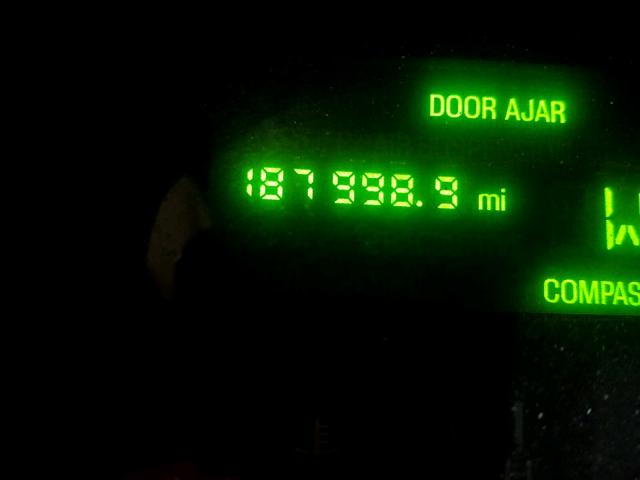 DOOR AJAR
187 998.9 mi
W
COMPAS